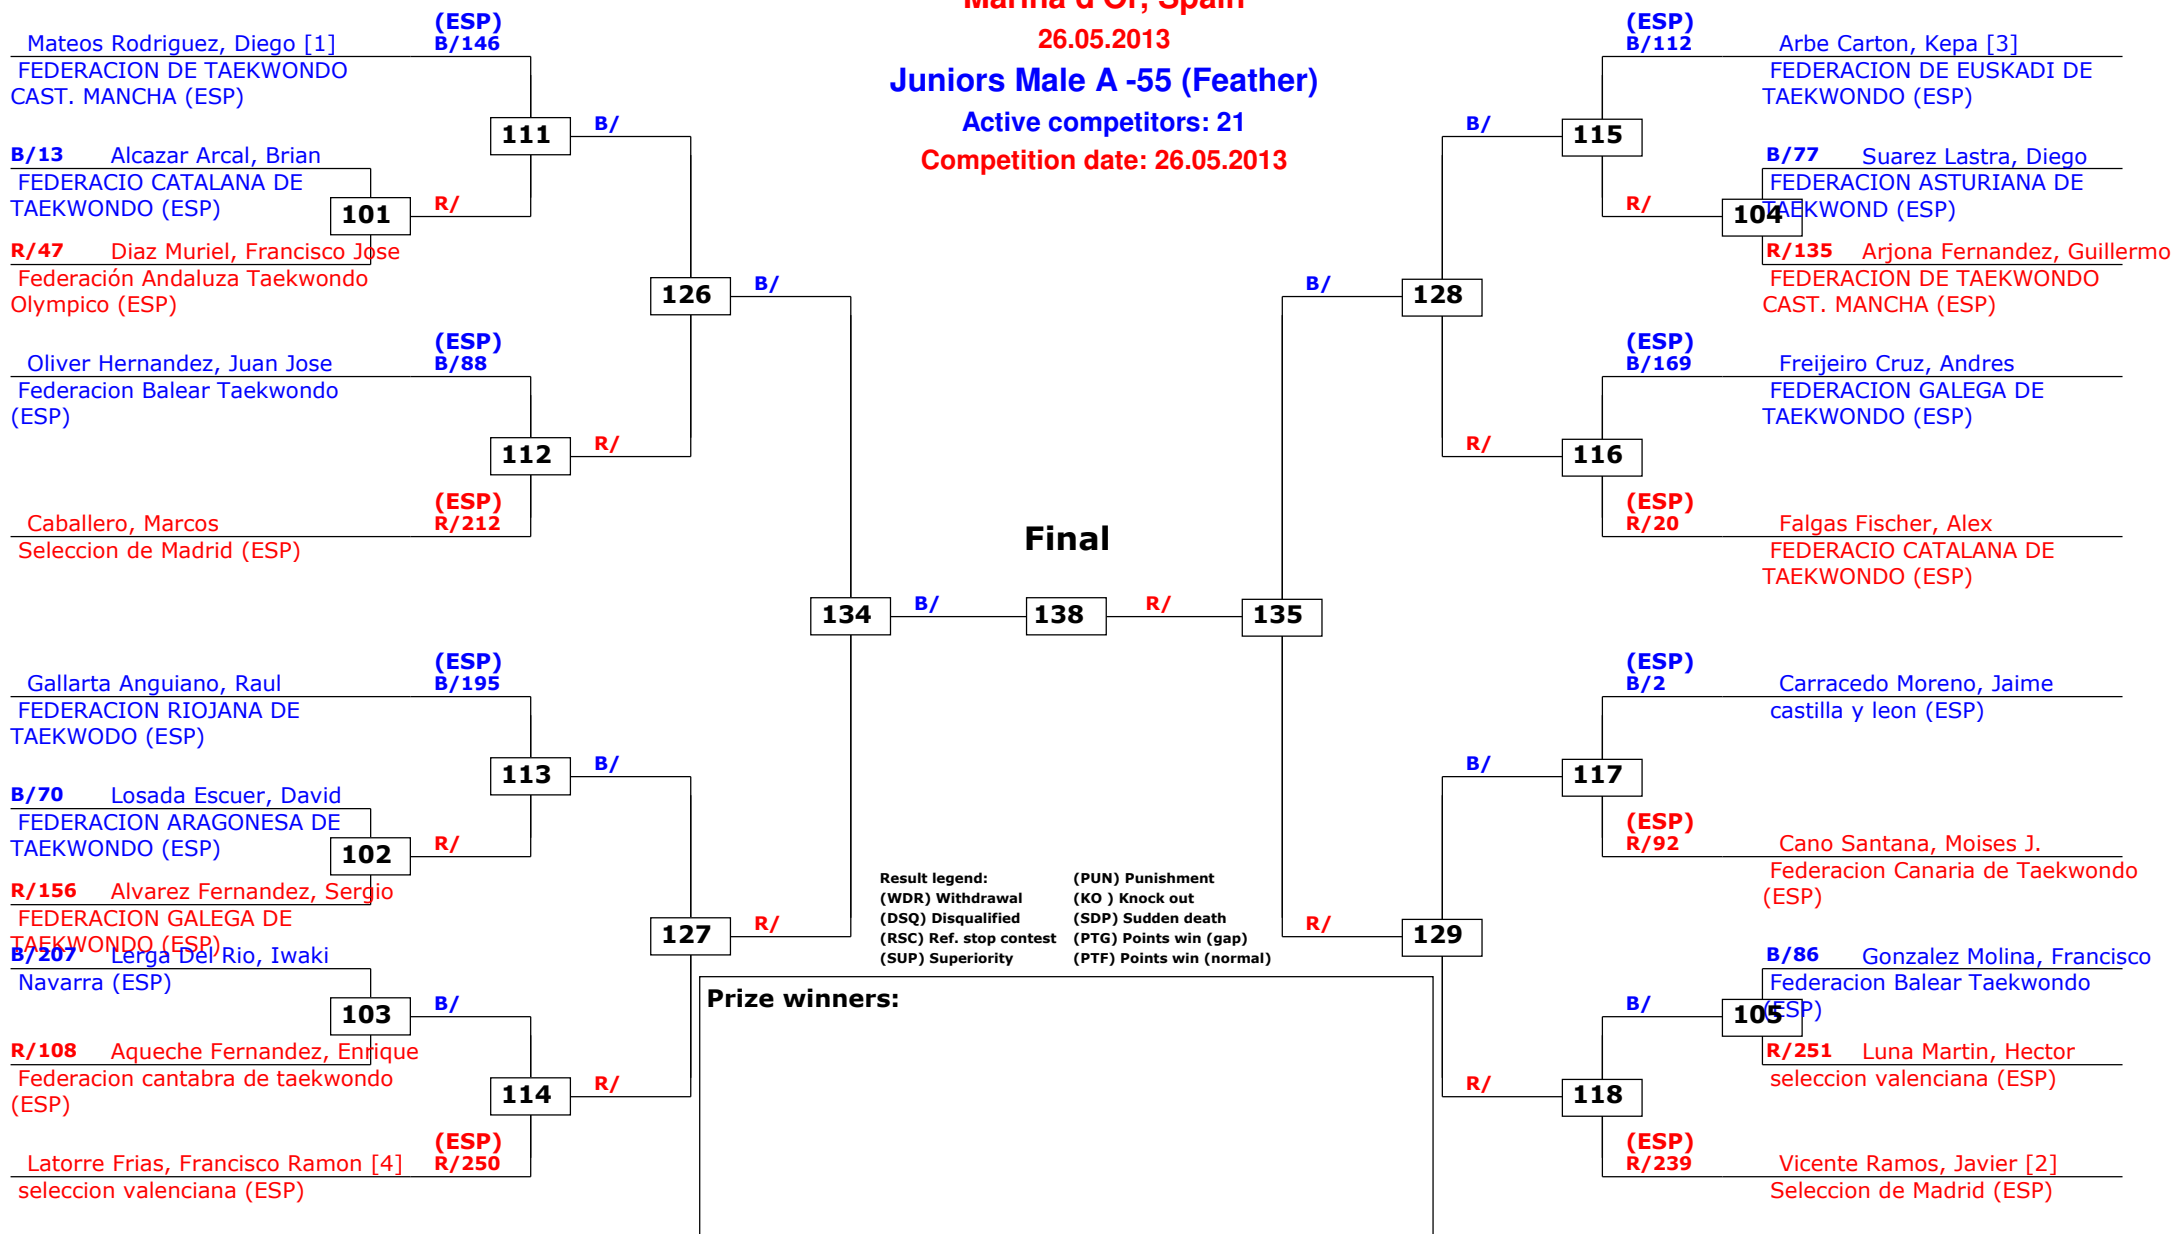 Marina d'Or, Spain
26.05.2013
Juniors Male A -55 (Feather)
Active competitors: 21
Competition date: 26.05.2013
(ESP)
Mateos Rodriguez, Diego [1] B/146
FEDERACION DE TAEKWONDO
CAST. MANCHA (ESP)
111
B/
B/13 Alcazar Arcal, Brian
FEDERACIO CATALANA DE
TAEKWONDO (ESP)
101
R/
R/47 Diaz Muriel, Francisco Jose
Federación Andaluza Taekwondo
Olympico (ESP)
126
B/
(ESP)
Oliver Hernandez, Juan Jose B/88
Federacion Balear Taekwondo
(ESP)
112
R/
(ESP)
Caballero, Marcos R/212
Seleccion de Madrid (ESP)
134
B/
(ESP)
Gallarta Anguiano, Raul B/195
FEDERACION RIOJANA DE
TAEKWODO (ESP)
113
B/
B/70 Losada Escuer, David
FEDERACION ARAGONESA DE
TAEKWONDO (ESP)
102
R/
R/156 Alvarez Fernandez, Sergio
FEDERACION GALEGA DE
TAEKWONDO (ESP)
127
R/
B/207 Lerga Del Rio, Iwaki
Navarra (ESP)
103
B/
R/108 Aqueche Fernandez, Enrique
Federacion cantabra de taekwondo
(ESP)
114
R/
(ESP)
Latorre Frias, Francisco Ramon [4] R/250
seleccion valenciana (ESP)
Final
138
R/
135
(ESP)
B/112 Arbe Carton, Kepa [3]
FEDERACION DE EUSKADI DE
TAEKWONDO (ESP)
B/
115
B/77 Suarez Lastra, Diego
FEDERACION ASTURIANA DE
TAEKWOND (ESP)
R/
104
R/135 Arjona Fernandez, Guillermo
FEDERACION DE TAEKWONDO
CAST. MANCHA (ESP)
B/
128
(ESP)
B/169 Freijeiro Cruz, Andres
FEDERACION GALEGA DE
TAEKWONDO (ESP)
R/
116
(ESP)
R/20 Falgas Fischer, Alex
FEDERACIO CATALANA DE
TAEKWONDO (ESP)
(ESP)
B/2 Carracedo Moreno, Jaime
castilla y leon (ESP)
B/
117
(ESP)
R/92 Cano Santana, Moises J.
Federacion Canaria de Taekwondo
(ESP)
R/
129
B/86 Gonzalez Molina, Francisco
Federacion Balear Taekwondo
(ESP)
B/
105
R/251 Luna Martin, Hector
seleccion valenciana (ESP)
R/
118
(ESP)
R/239 Vicente Ramos, Javier [2]
Seleccion de Madrid (ESP)
Result legend: (PUN) Punishment
(WDR) Withdrawal (KO ) Knock out
(DSQ) Disqualified (SDP) Sudden death
(RSC) Ref. stop contest (PTG) Points win (gap)
(SUP) Superiority (PTF) Points win (normal)
Prize winners: